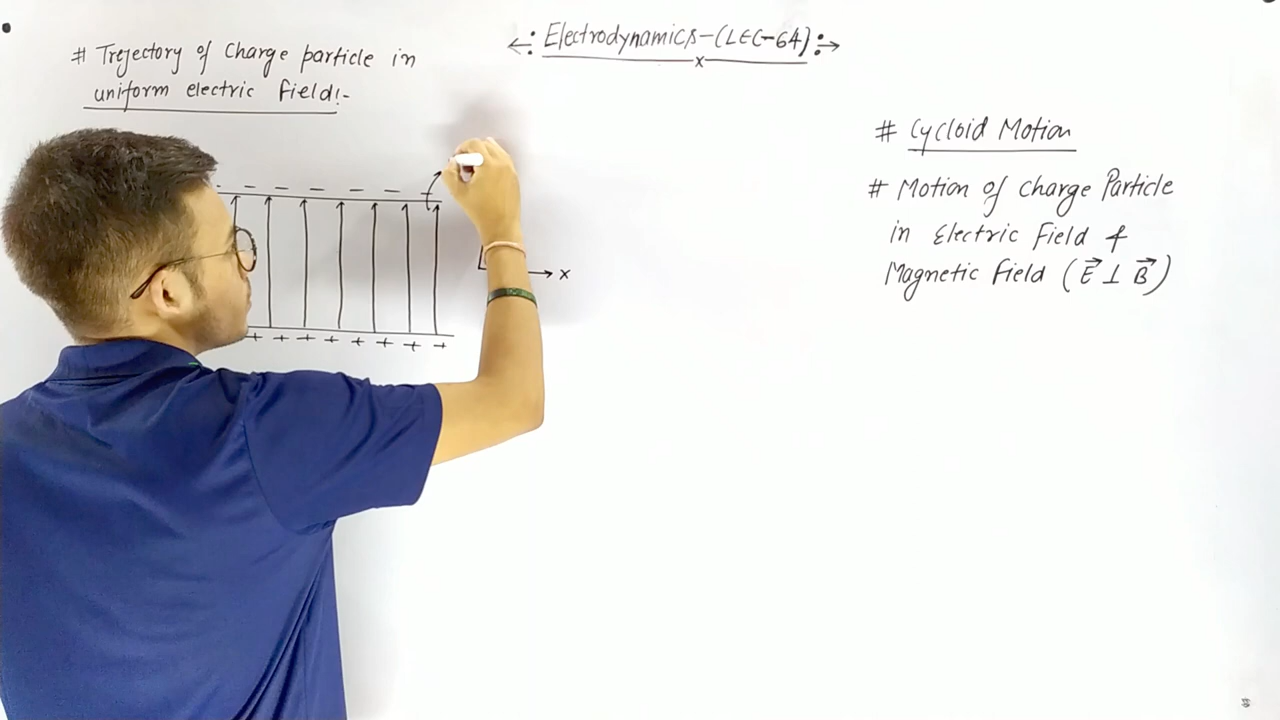 Electrodynamics-(LEC-64)
x
# Trejectory of Charge particle in
uniform electric field!-
- - - - - -
x
+ + + + + + +
# Cycloid Motion
# Motion of Charge Particle
in Electric Field &
Magnetic Field (E⃗ ⊥ B⃗)